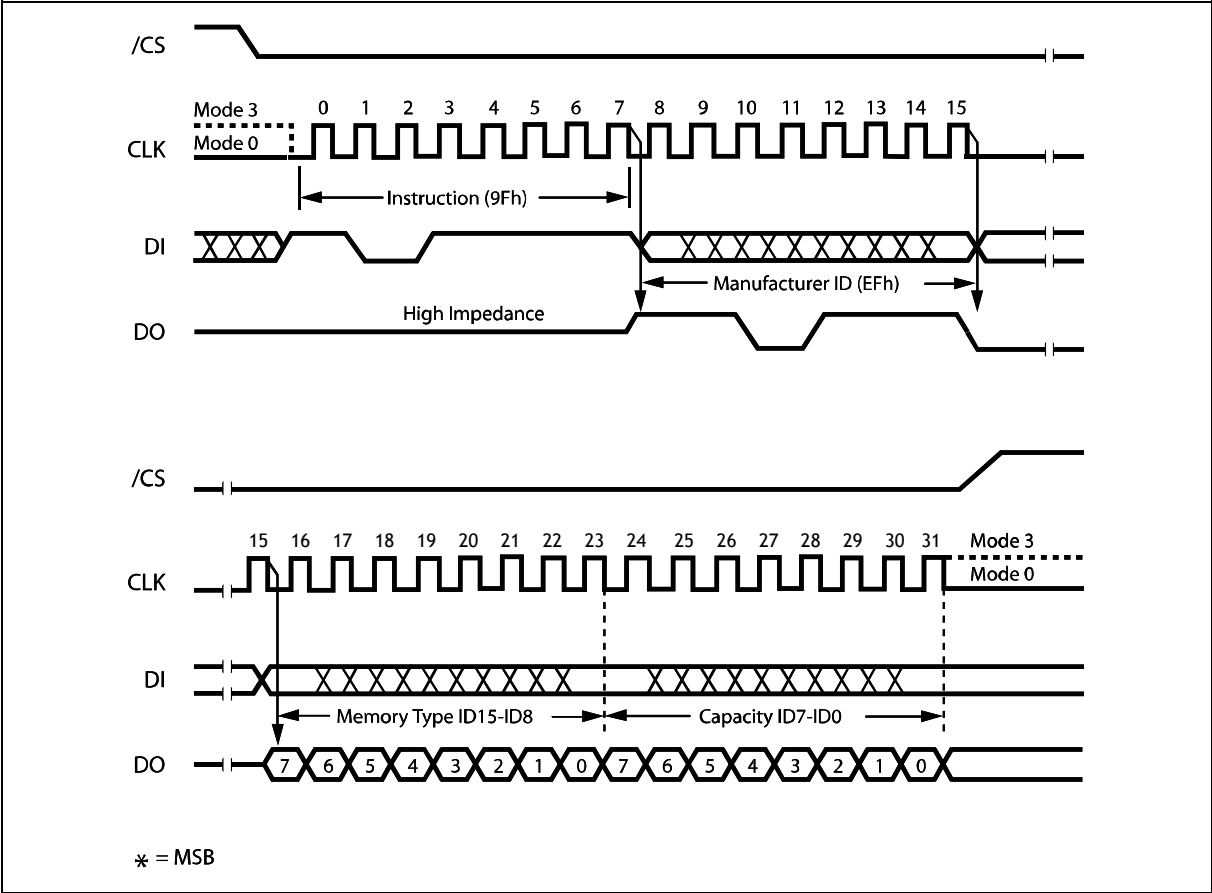 /CS
Mode 3
0 1 2 3 4 5 6 7 8 9 10 11 12 13 14 15
CLK
Mode 0
Instruction (9Fh)
DI
Manufacturer ID (EFh)
High Impedance
DO
/CS
15 16 17 18 19 20 21 22 23 24 25 26 27 28 29 30 31
Mode 3
CLK
Mode 0
DI
Memory Type ID15-ID8
Capacity ID7-ID0
DO
7 6 5 4 3 2 1 0 7 6 5 4 3 2 1 0
* = MSB